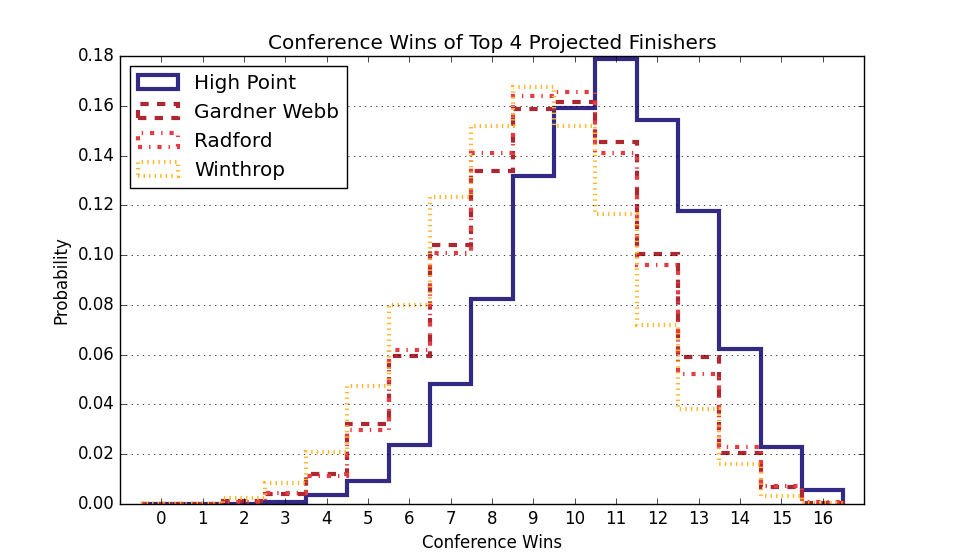 Conference Wins of Top 4 Projected Finishers
High Point
Gardner Webb
Radford
Winthrop
Probability
0.18
0.16
0.14
0.12
0.10
0.08
0.06
0.04
0.02
0.00
0 1 2 3 4 5 6 7 8 9 10 11 12 13 14 15 16
Conference Wins